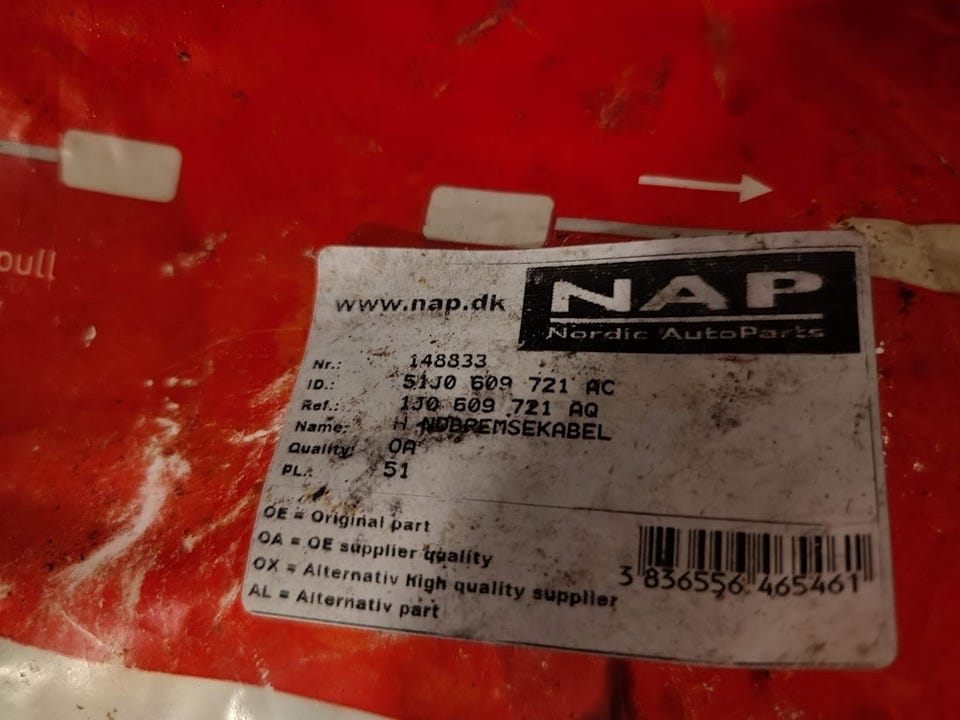 pull
www.nap.dk
NAP
Nordic AutoParts
Nr.: 148833
ID.: 51J0 609 721 AC
Ref.: 1J0 609 721 AQ
Name: H NDBREMSEKABEL
Quality: OA
PL.: 51
OE = Original part
OA = OE supplier quality
OX = Alternativ High quality supplier
AL = Alternativ part
3 836556 465461